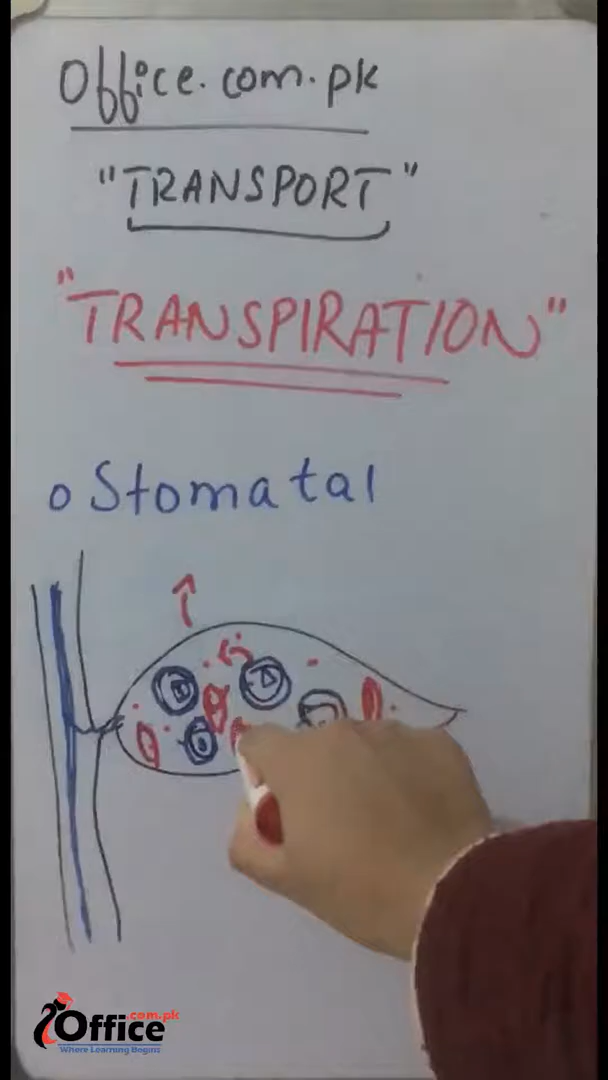 Office.com.pk
"TRANSPORT"
"TRANSPIRATION"
o Stomatal
Office.com.pk
Where Learning Begins